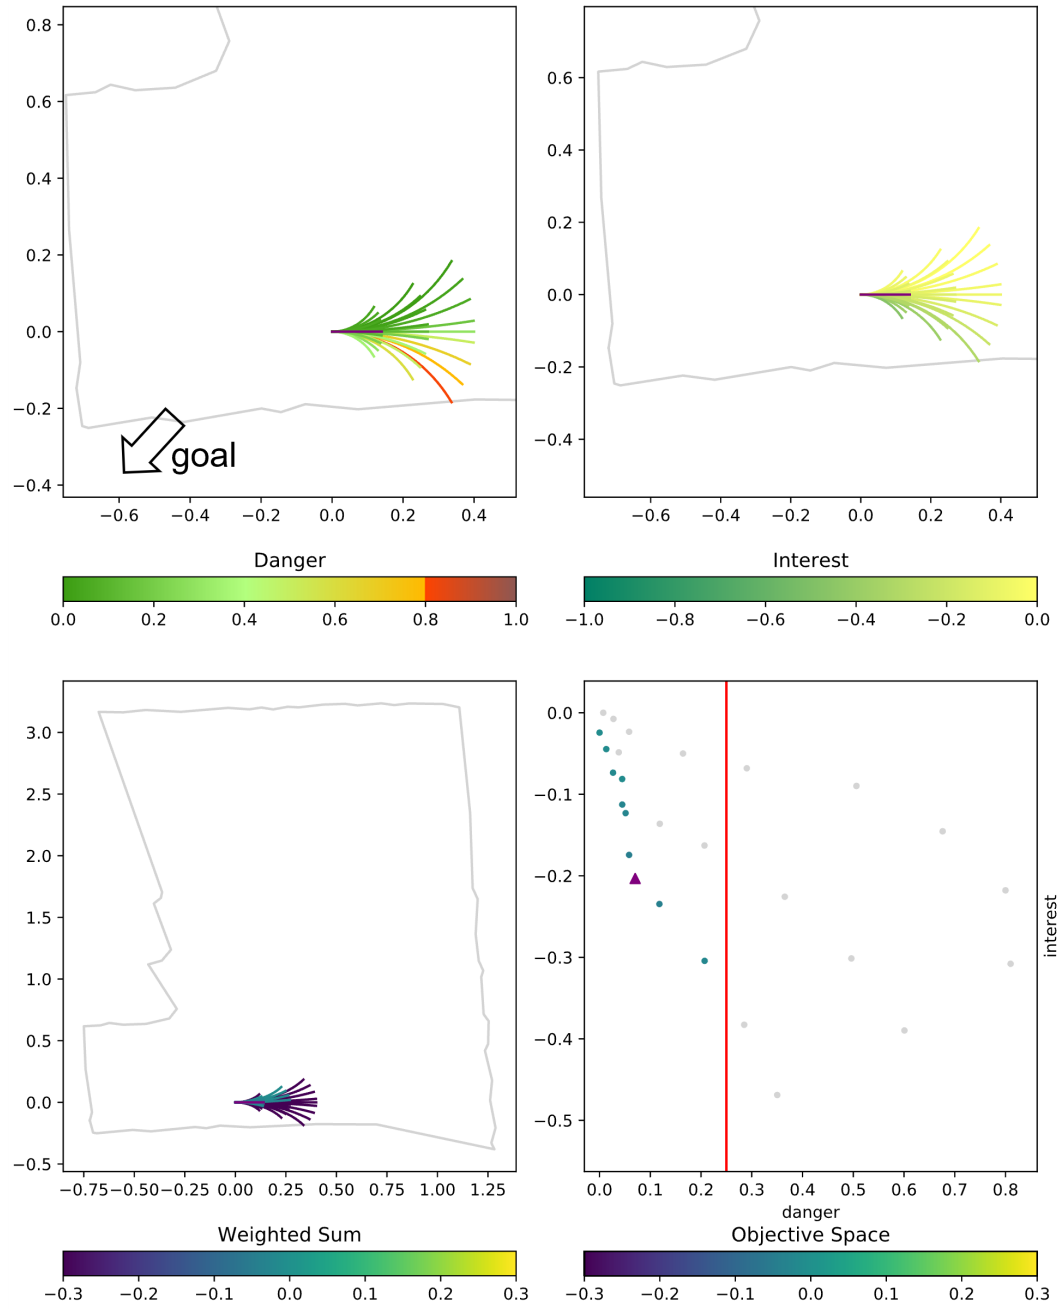 0.8
0.6
0.4
0.2
0.0
−0.2
−0.4
goal
−0.6 −0.4 −0.2 0.0 0.2 0.4
Danger
0.0 0.2 0.4 0.6 0.8 1.0
0.6
0.4
0.2
0.0
−0.2
−0.4
−0.6 −0.4 −0.2 0.0 0.2 0.4
Interest
−1.0 −0.8 −0.6 −0.4 −0.2 0.0
3.0
2.5
2.0
1.5
1.0
0.5
0.0
−0.5
−0.75 −0.50 −0.25 0.00 0.25 0.50 0.75 1.00 1.25
Weighted Sum
−0.3 −0.2 −0.1 0.0 0.1 0.2 0.3
0.0
−0.1
−0.2
−0.3
−0.4
−0.5
interest
0.0 0.1 0.2 0.3 0.4 0.5 0.6 0.7 0.8
danger
Objective Space
−0.3 −0.2 −0.1 0.0 0.1 0.2 0.3